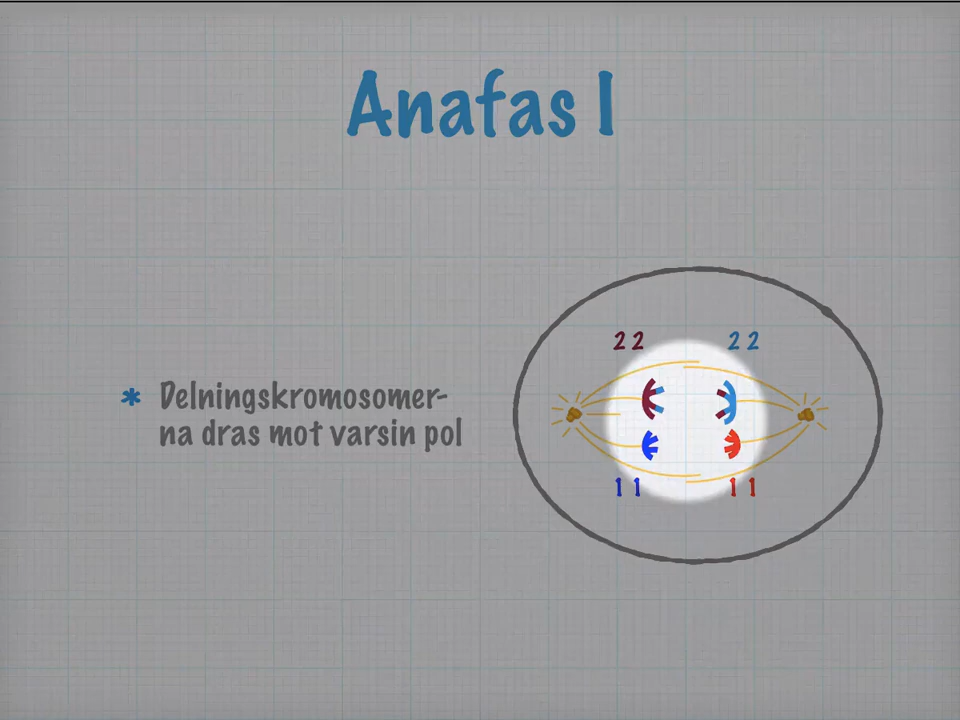 Anafas I
* Delningskromosomer-
na dras mot varsin pol
2 2 2 2
1 1 1 1